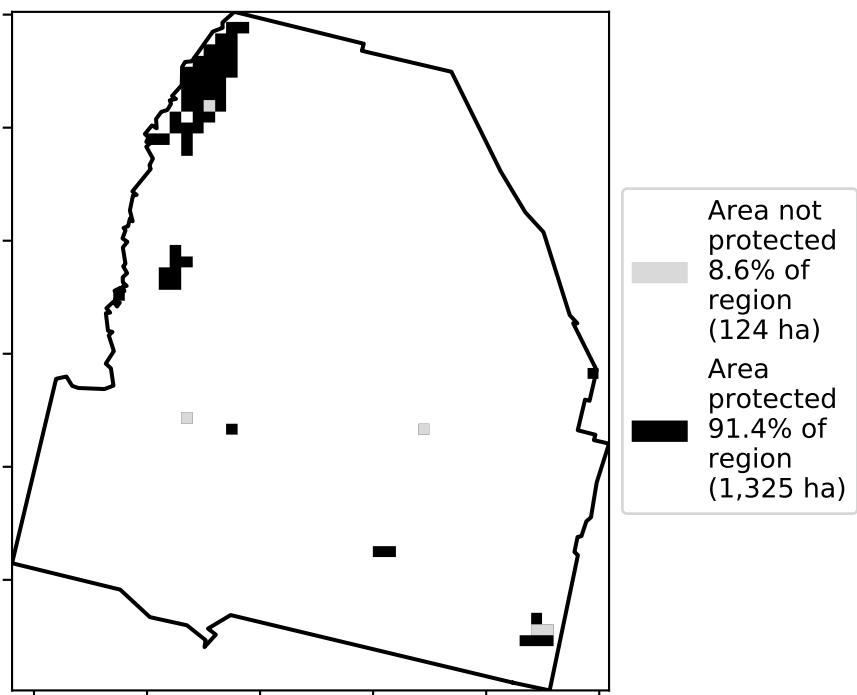 Area not
protected
8.6% of
region
(124 ha)
Area
protected
91.4% of
region
(1,325 ha)